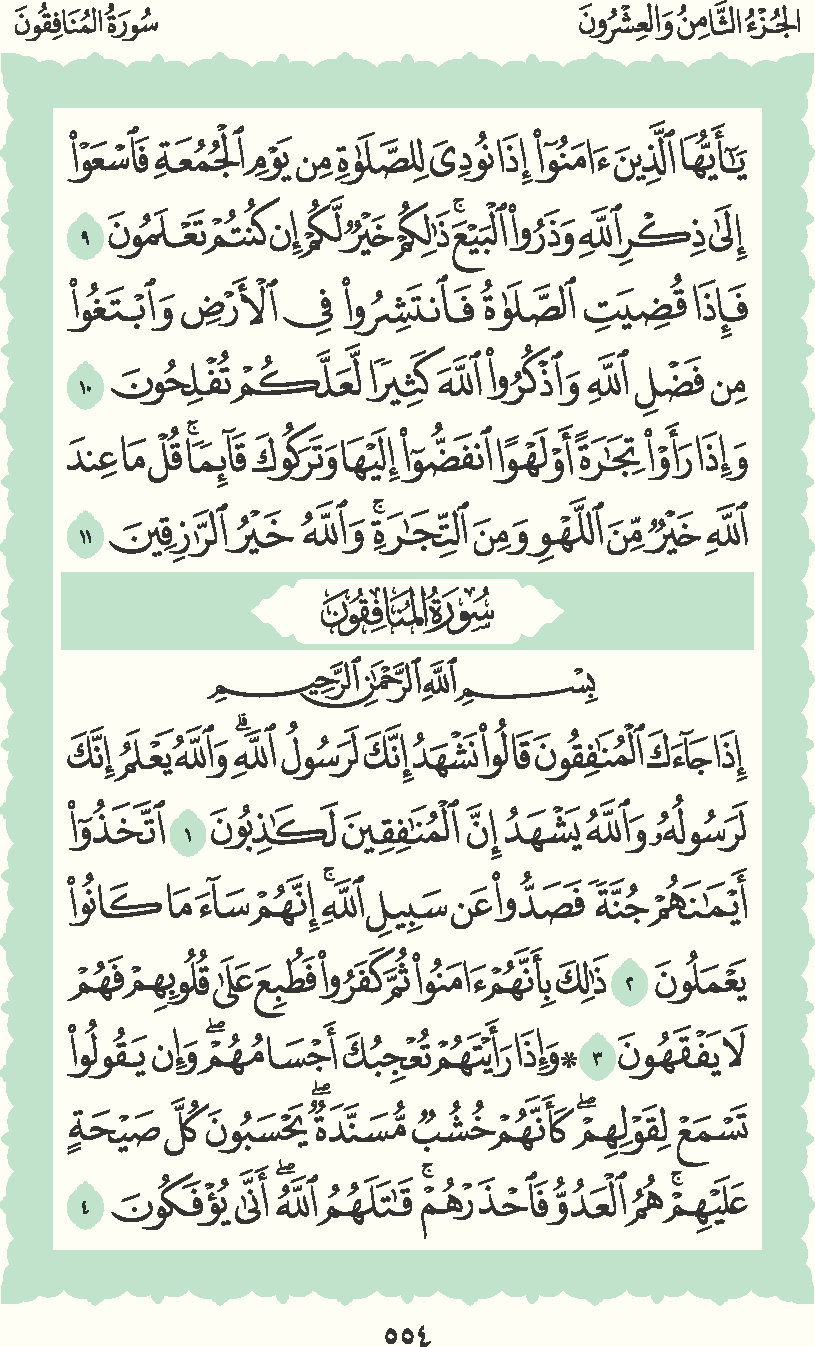 الجُزْءُ الثَّامِنُ وَالعِشْرُونَ
سُورَةُ المُنَافِقُونَ
يَٰٓأَيُّهَا ٱلَّذِينَ ءَامَنُوٓا۟ إِذَا نُودِىَ لِلصَّلَوٰةِ مِن يَوْمِ ٱلْجُمُعَةِ فَٱسْعَوْا۟
إِلَىٰ ذِكْرِ ٱللَّهِ وَذَرُوا۟ ٱلْبَيْعَ ۚ ذَٰلِكُمْ خَيْرٌ لَّكُمْ إِن كُنتُمْ تَعْلَمُونَ ٩
فَإِذَا قُضِيَتِ ٱلصَّلَوٰةُ فَٱنتَشِرُوا۟ فِى ٱلْأَرْضِ وَٱبْتَغُوا۟
مِن فَضْلِ ٱللَّهِ وَٱذْكُرُوا۟ ٱللَّهَ كَثِيرًا لَّعَلَّكُمْ تُفْلِحُونَ ١٠
وَإِذَا رَأَوْا۟ تِجَٰرَةً أَوْ لَهْوًا ٱنفَضُّوٓا۟ إِلَيْهَا وَتَرَكُوكَ قَآئِمًا ۚ قُلْ مَا عِندَ
ٱللَّهِ خَيْرٌ مِّنَ ٱللَّهْوِ وَمِنَ ٱلتِّجَٰرَةِ ۚ وَٱللَّهُ خَيْرُ ٱلرَّٰزِقِينَ ١١
سُورَةُ المُنَافِقُونَ
بِسْمِ ٱللَّهِ ٱلرَّحْمَٰنِ ٱلرَّحِيمِ
إِذَا جَآءَكَ ٱلْمُنَٰفِقُونَ قَالُوا۟ نَشْهَدُ إِنَّكَ لَرَسُولُ ٱللَّهِ ۗ وَٱللَّهُ يَعْلَمُ إِنَّكَ
لَرَسُولُهُۥ وَٱللَّهُ يَشْهَدُ إِنَّ ٱلْمُنَٰفِقِينَ لَكَٰذِبُونَ ١ ٱتَّخَذُوٓا۟
أَيْمَٰنَهُمْ جُنَّةً فَصَدُّوا۟ عَن سَبِيلِ ٱللَّهِ ۚ إِنَّهُمْ سَآءَ مَا كَانُوا۟
يَعْمَلُونَ ٢ ذَٰلِكَ بِأَنَّهُمْ ءَامَنُوا۟ ثُمَّ كَفَرُوا۟ فَطُبِعَ عَلَىٰ قُلُوبِهِمْ فَهُمْ
لَا يَفْقَهُونَ ٣ * وَإِذَا رَأَيْتَهُمْ تُعْجِبُكَ أَجْسَامُهُمْ ۖ وَإِن يَقُولُوا۟
تَسْمَعْ لِقَوْلِهِمْ ۖ كَأَنَّهُمْ خُشُبٌ مُّسَنَّدَةٌ ۖ يَحْسَبُونَ كُلَّ صَيْحَةٍ
عَلَيْهِمْ ۚ هُمُ ٱلْعَدُوُّ فَٱحْذَرْهُمْ ۚ قَٰتَلَهُمُ ٱللَّهُ ۖ أَنَّىٰ يُؤْفَكُونَ ٤
٥٥٤